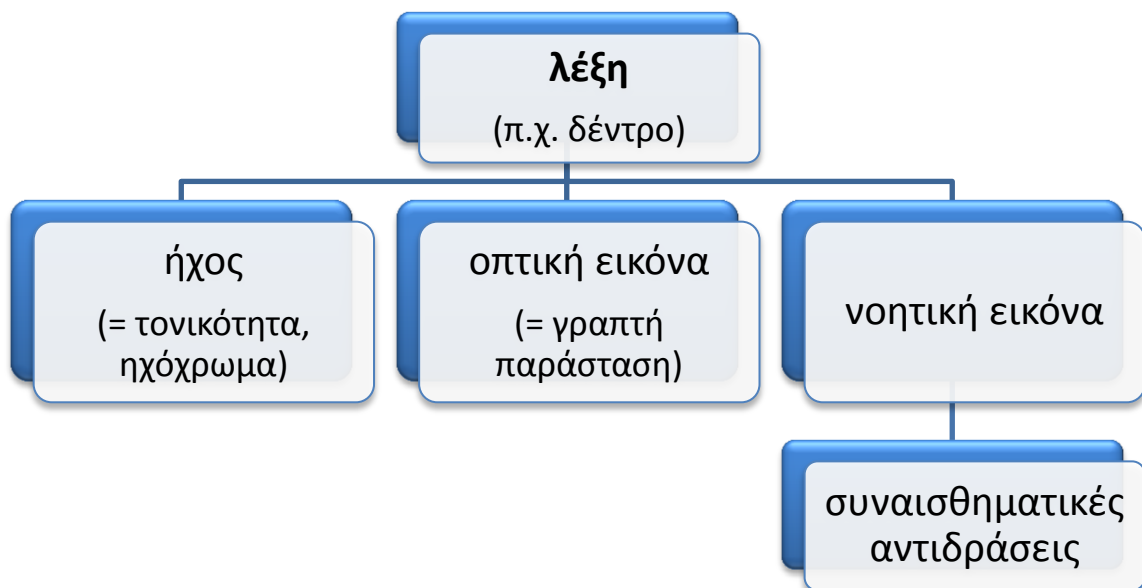 λέξη
(π.χ. δέντρο)
ήχος
(= τονικότητα,
ηχόχρωμα)
οπτική εικόνα
(= γραπτή
παράσταση)
νοητική εικόνα
συναισθηματικές
αντιδράσεις